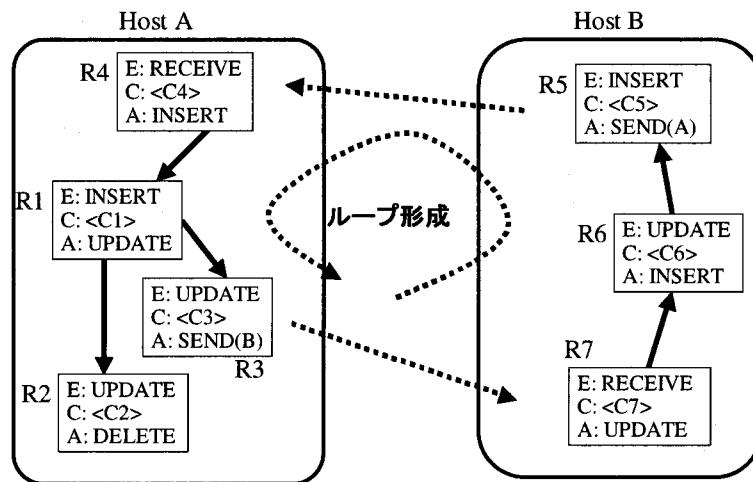 Host A
R4
E: RECEIVE
C: <C4>
A: INSERT
R1
E: INSERT
C: <C1>
A: UPDATE
E: UPDATE
C: <C3>
A: SEND(B)
R3
R2
E: UPDATE
C: <C2>
A: DELETE
ループ形成
Host B
R5
E: INSERT
C: <C5>
A: SEND(A)
R6
E: UPDATE
C: <C6>
A: INSERT
R7
E: RECEIVE
C: <C7>
A: UPDATE